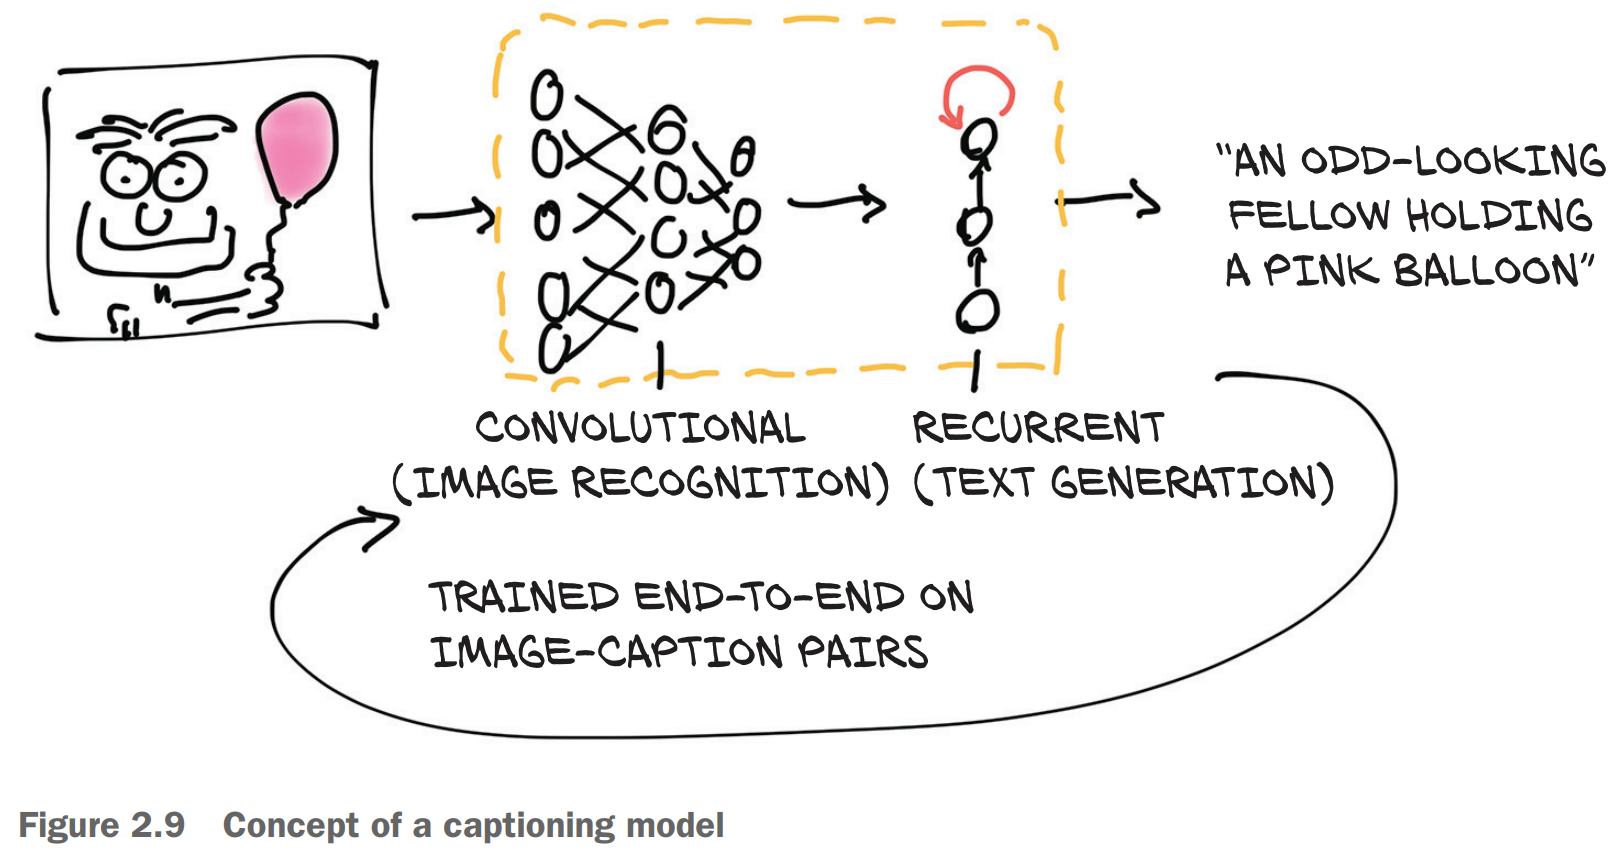 "AN ODD-LOOKING
FELLOW HOLDING
A PINK BALLOON"
CONVOLUTIONAL
(IMAGE RECOGNITION)
RECURRENT
(TEXT GENERATION)
TRAINED END-TO-END ON
IMAGE-CAPTION PAIRS
Figure 2.9 Concept of a captioning model